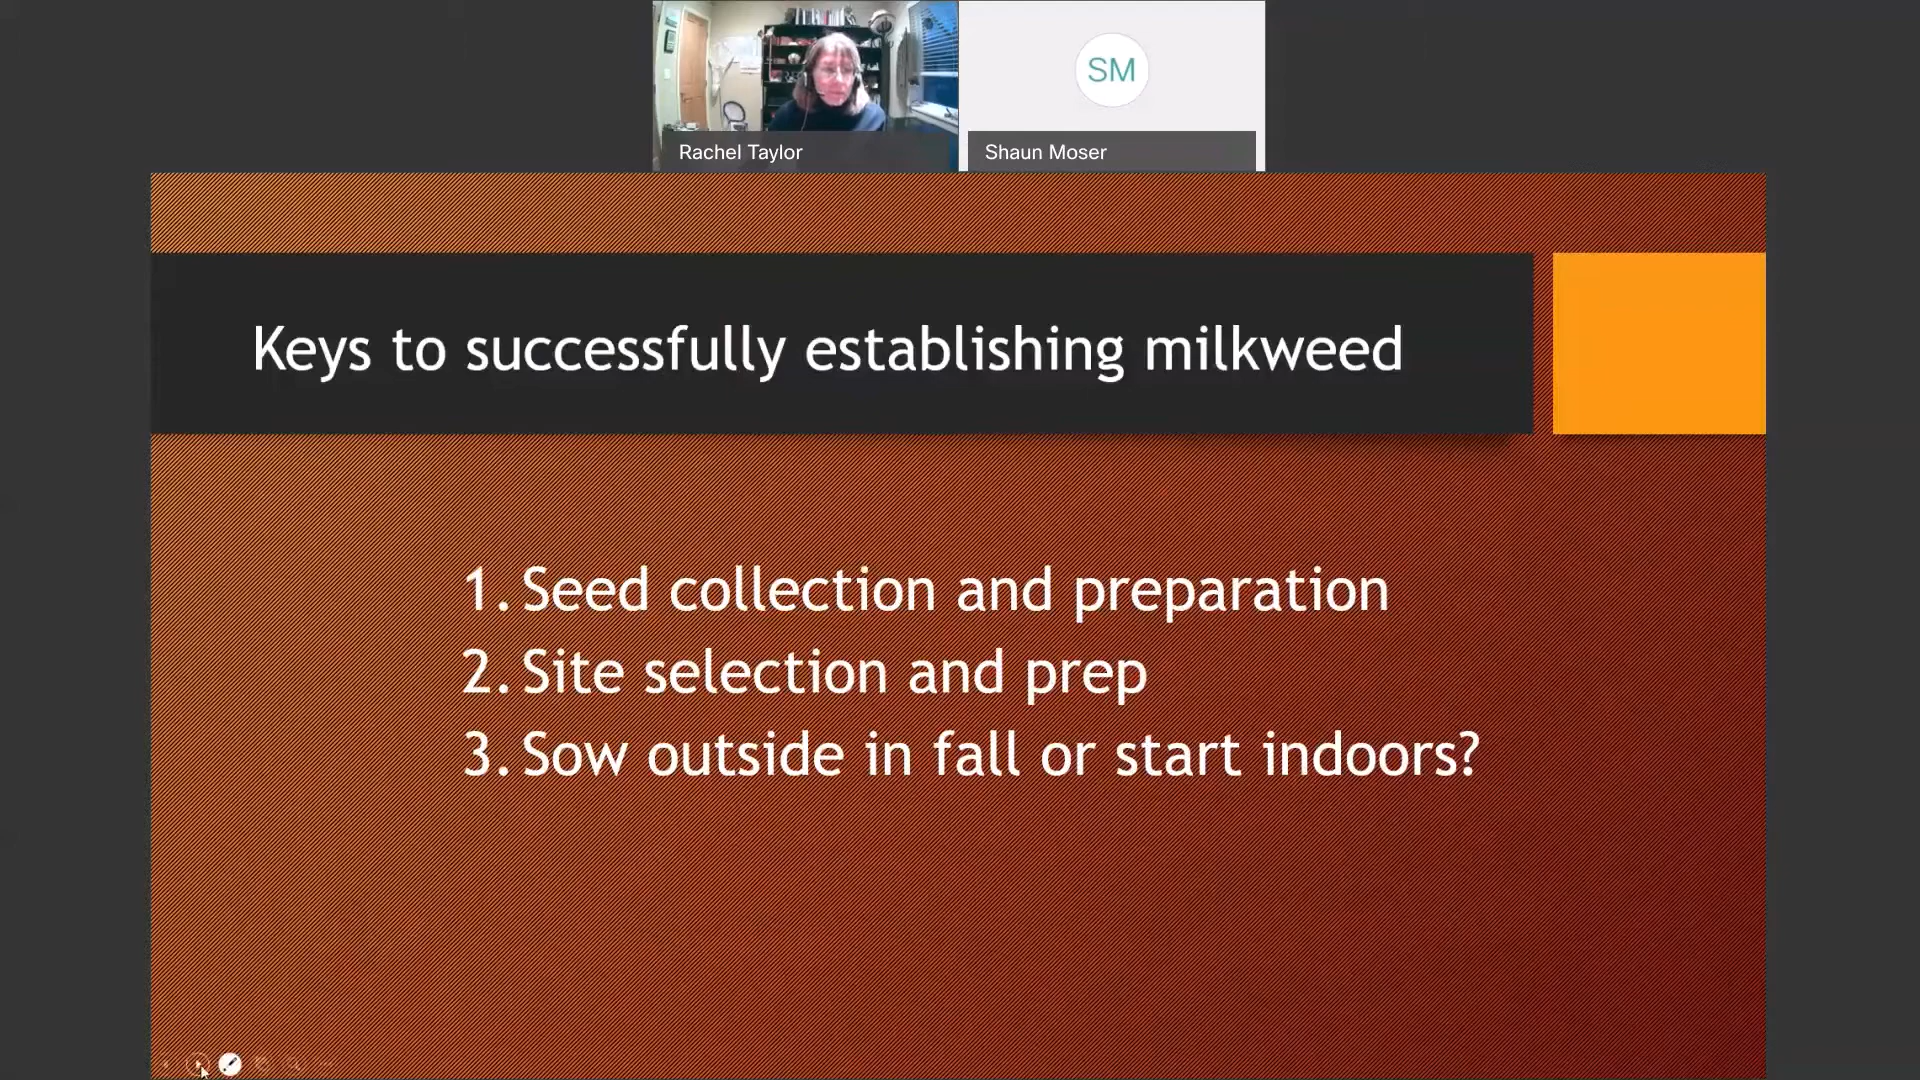 SM
Rachel Taylor
Shaun Moser
Keys to successfully establishing milkweed
1. Seed collection and preparation
2. Site selection and prep
3. Sow outside in fall or start indoors?